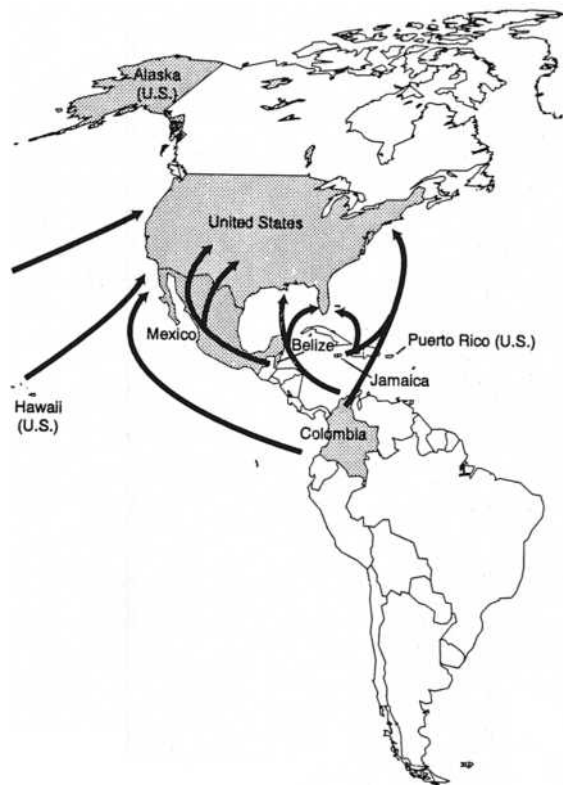 Alaska
(U.S.)
United States
Mexico
Belize
Puerto Rico (U.S.)
Jamaica
Hawaii
(U.S.)
Colombia